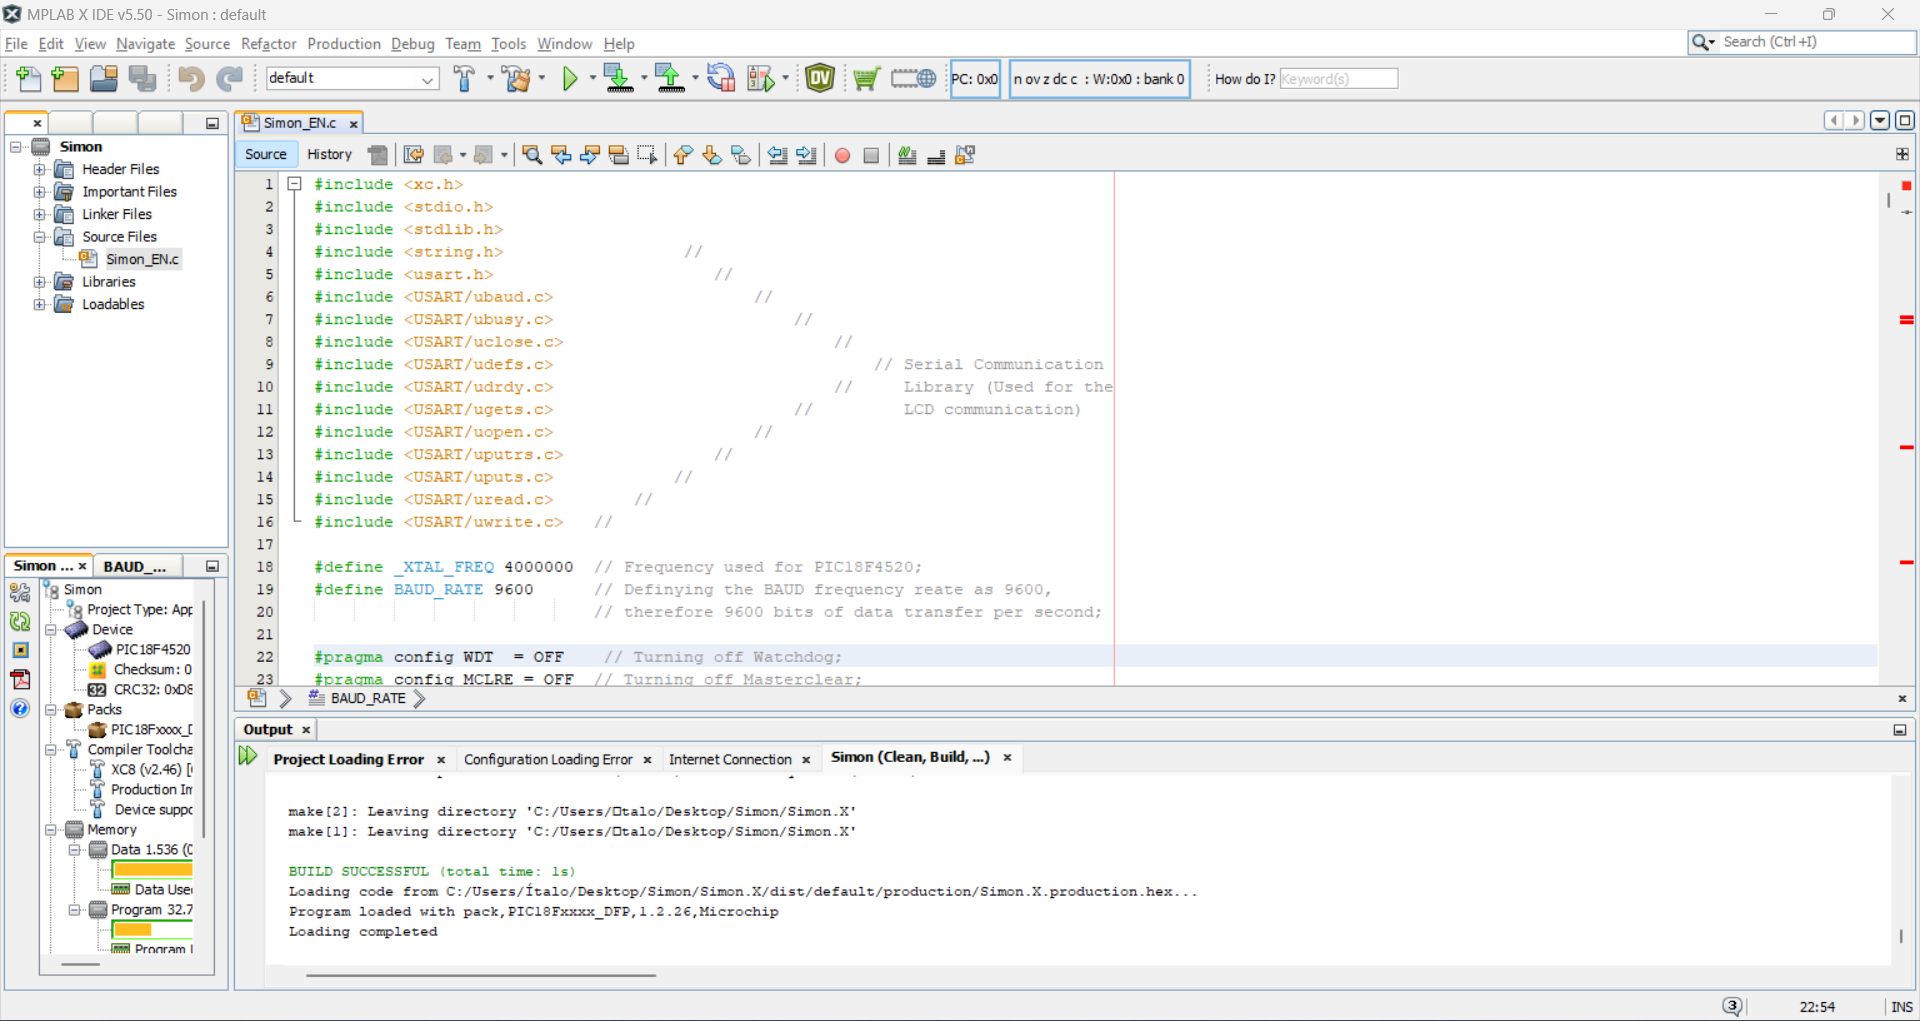 MPLAB X IDE v5.50 - Simon : default
File Edit View Navigate Source Refactor Production Debug Team Tools Window Help
Search (Ctrl+I)
default
PC: 0x0
n ov z dc c : W:0x0 : bank 0
How do I?
Keyword(s)
Simon
Header Files
Important Files
Linker Files
Source Files
Simon_EN.c
Libraries
Loadables
Simon_EN.c
Source History
1 #include <xc.h>
2 #include <stdio.h>
3 #include <stdlib.h>
4 #include <string.h> //
5 #include <usart.h> //
6 #include <USART/ubaud.c> //
7 #include <USART/ubusy.c> //
8 #include <USART/uclose.c> //
9 #include <USART/udefs.c> // Serial Communication
10 #include <USART/udrdy.c> // Library (Used for the
11 #include <USART/ugets.c> // LCD communication)
12 #include <USART/uopen.c> //
13 #include <USART/uputrs.c> //
14 #include <USART/uputs.c> //
15 #include <USART/uread.c> //
16 #include <USART/uwrite.c> //
17
18 #define _XTAL_FREQ 4000000 // Frequency used for PIC18F4520;
19 #define BAUD_RATE 9600 // Definying the BAUD frequency reate as 9600,
20 // therefore 9600 bits of data transfer per second;
21
22 #pragma config WDT = OFF // Turning off Watchdog;
23 #pragma config MCLRE = OFF // Turning off Masterclear;
BAUD_RATE
Simon ...
BAUD_...
Simon
Project Type: App
Device
PIC18F4520
Checksum: 0
CRC32: 0xD8
Packs
PIC18Fxxxx_D
Compiler Toolcha
XC8 (v2.46) [
Production Im
Device suppo
Memory
Data 1.536 (0
Data Use
Program 32.7
Program
Output
Project Loading Error
Configuration Loading Error
Internet Connection
Simon (Clean, Build, ...)
make[2]: Leaving directory 'C:/Users/□talo/Desktop/Simon/Simon.X'
make[1]: Leaving directory 'C:/Users/□talo/Desktop/Simon/Simon.X'
BUILD SUCCESSFUL (total time: 1s)
Loading code from C:/Users/Ítalo/Desktop/Simon/Simon.X/dist/default/production/Simon.X.production.hex...
Program loaded with pack,PIC18Fxxxx_DFP,1.2.26,Microchip
Loading completed
3
22:54
INS